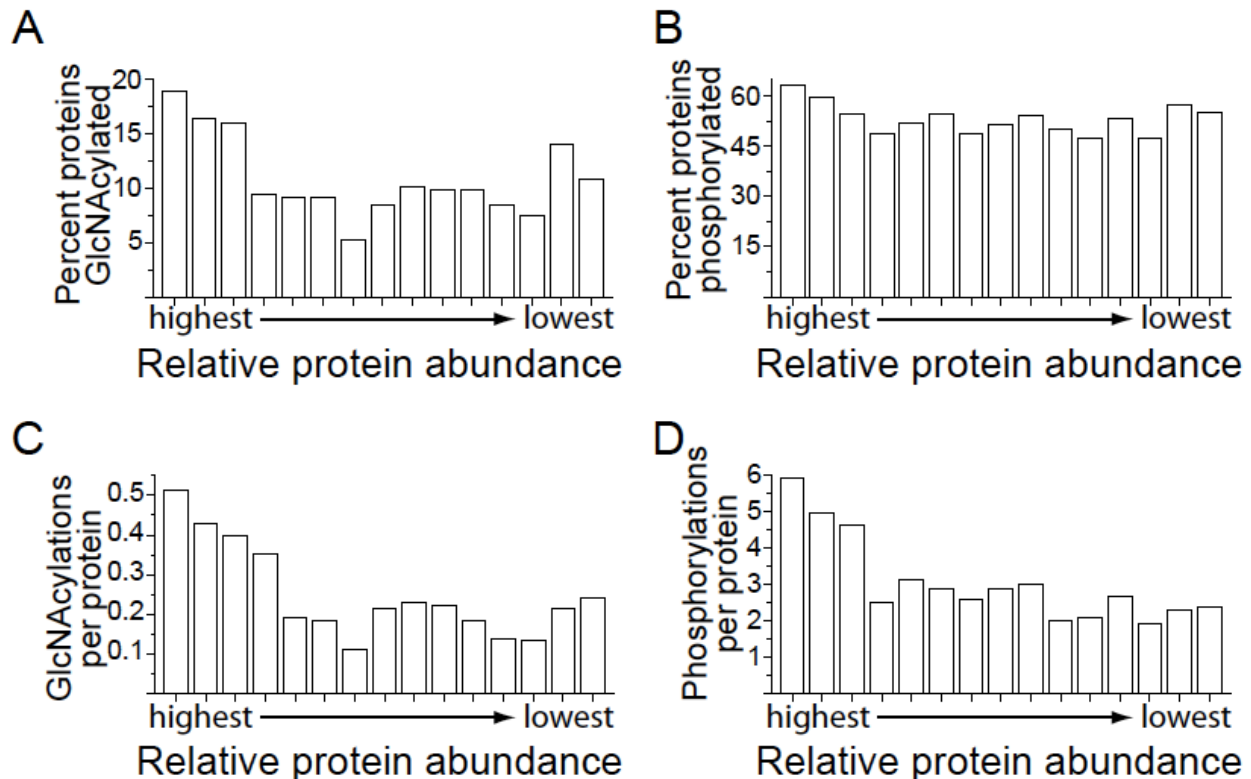 A
Percent proteins
GlcNAcylated
20
15
10
5
highest lowest
Relative protein abundance
B
Percent proteins
phosphorylated
60
45
30
15
highest lowest
Relative protein abundance
C
GlcNAcylations
per protein
0.5
0.4
0.3
0.2
0.1
highest lowest
Relative protein abundance
D
Phosphorylations
per protein
6
5
4
3
2
1
highest lowest
Relative protein abundance